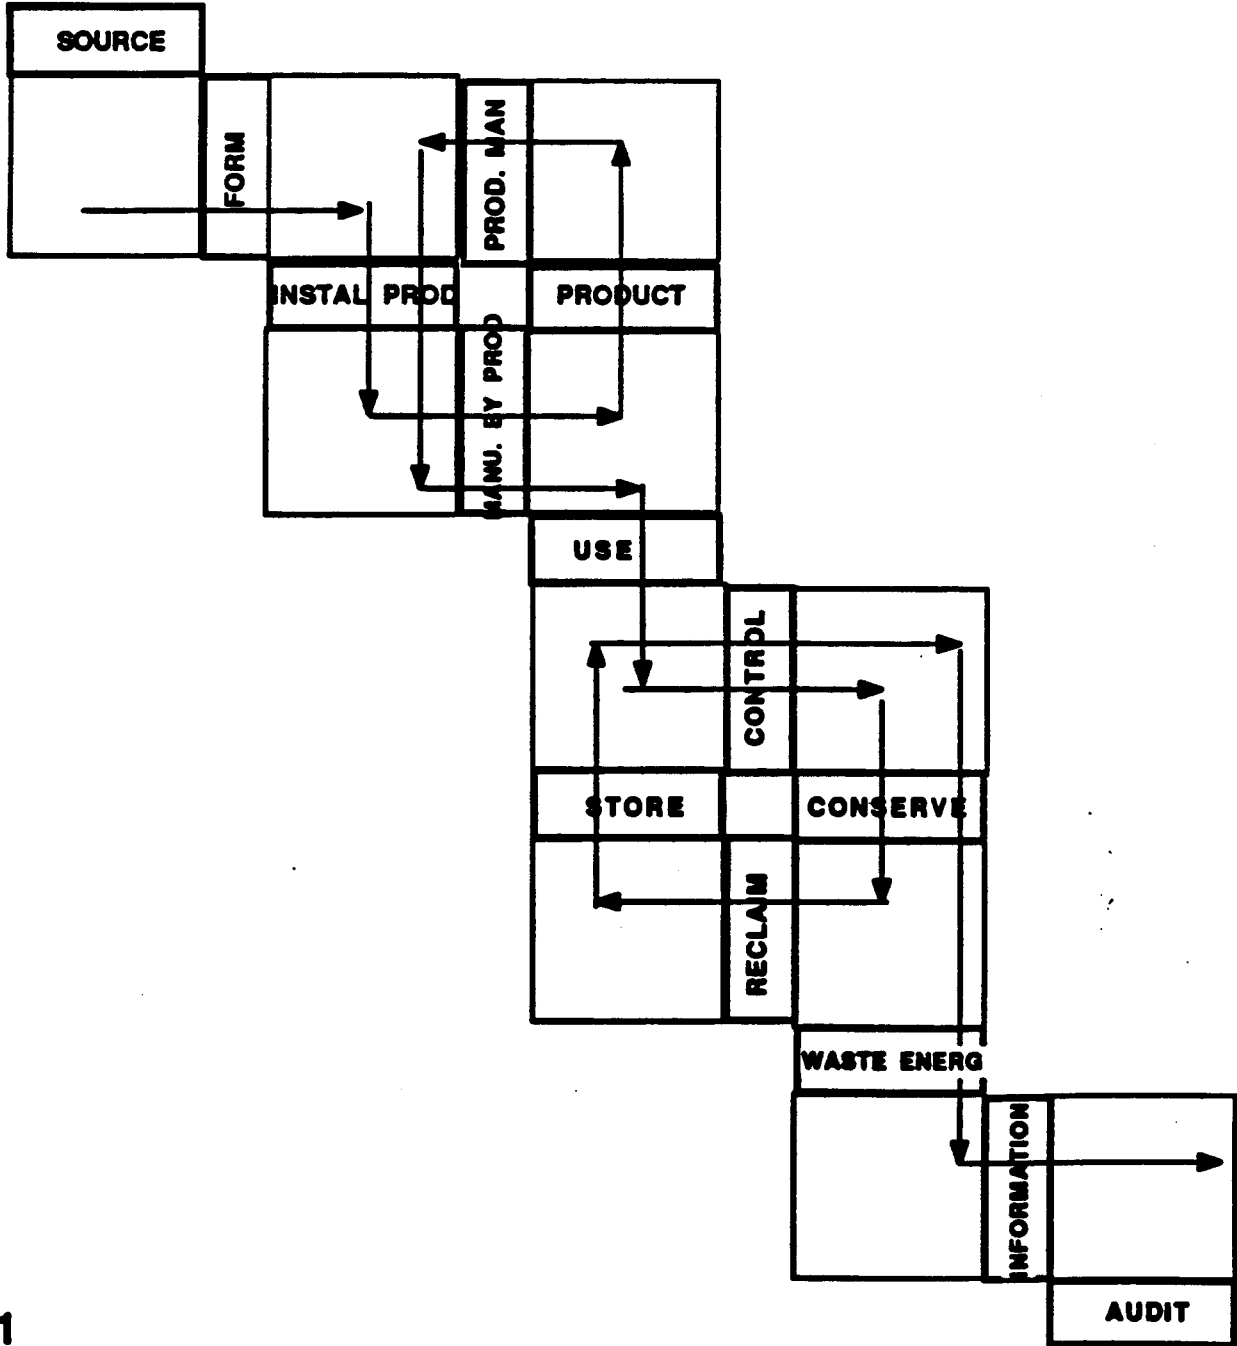 SOURCE
FORM
PROD. MAN
INSTAL PROD
PRODUCT
MANU. BY PROD
USE
CONTROL
STORE
CONSERVE
RECLAIM
WASTE ENERG
INFORMATION
AUDIT
1